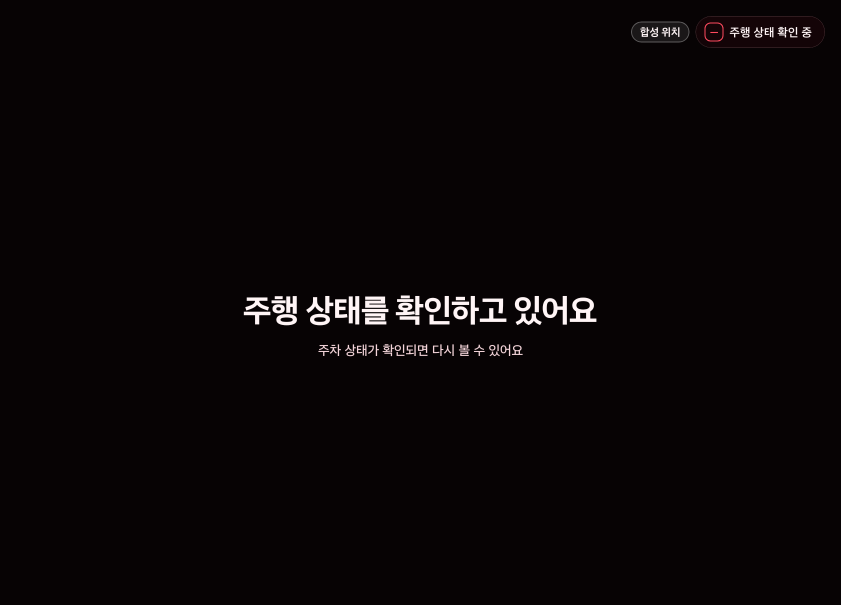 합성 위치
주행 상태 확인 중
주행 상태를 확인하고 있어요
주차 상태가 확인되면 다시 볼 수 있어요